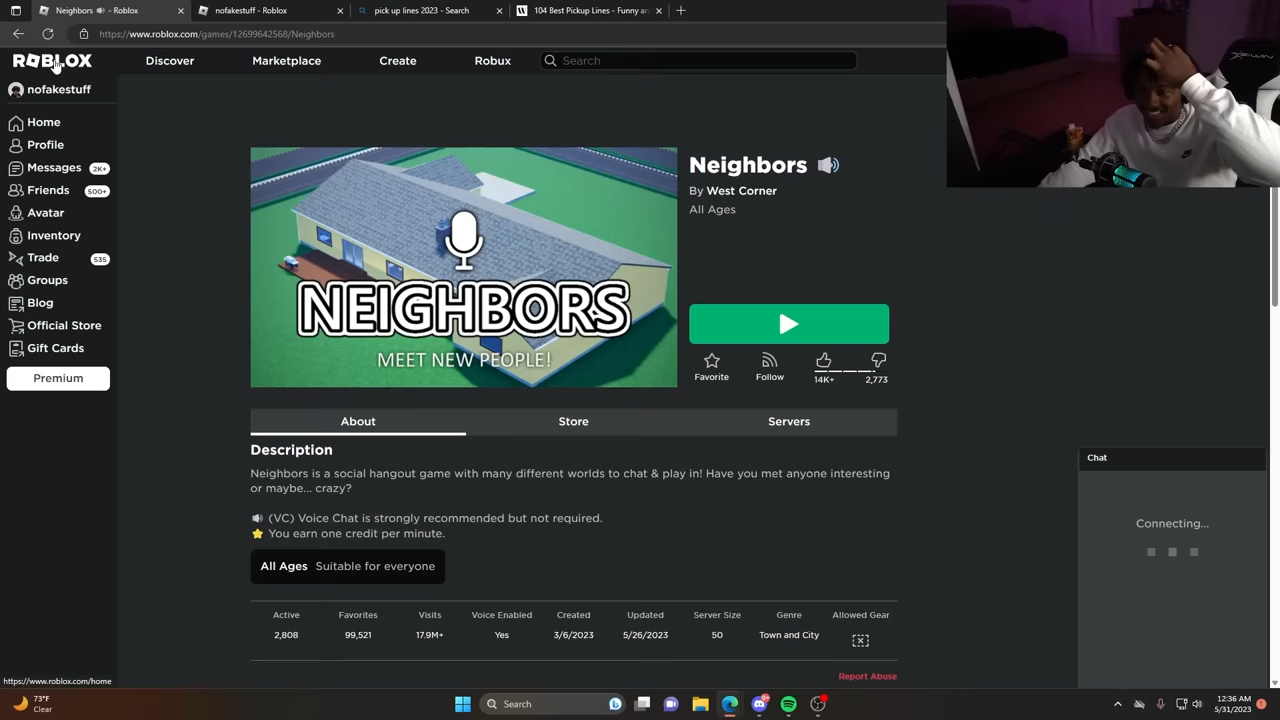 Neighbors - Roblox
nofakestuff - Roblox
pick up lines 2023 - Search
104 Best Pickup Lines - Funny an
https://www.roblox.com/games/12699642568/Neighbors
ROBLOX
Discover
Marketplace
Create
Robux
Search
nofakestuff
Home
Profile
Messages 2K+
Friends 500+
Avatar
Inventory
Trade 535
Groups
Blog
Official Store
Gift Cards
Premium
NEIGHBORS
MEET NEW PEOPLE!
Neighbors
By West Corner
All Ages
Favorite
Follow
14K+
2,773
About
Store
Servers
Description
Neighbors is a social hangout game with many different worlds to chat & play in! Have you met anyone interesting
or maybe... crazy?
(VC) Voice Chat is strongly recommended but not required.
You earn one credit per minute.
All Ages Suitable for everyone
Active Favorites Visits Voice Enabled Created Updated Server Size Genre Allowed Gear
2,808 99,521 17.9M+ Yes 3/6/2023 5/26/2023 50 Town and City
Report Abuse
Chat
Connecting...
https://www.roblox.com/home
73°F
Clear
Search
12:36 AM
5/31/2023